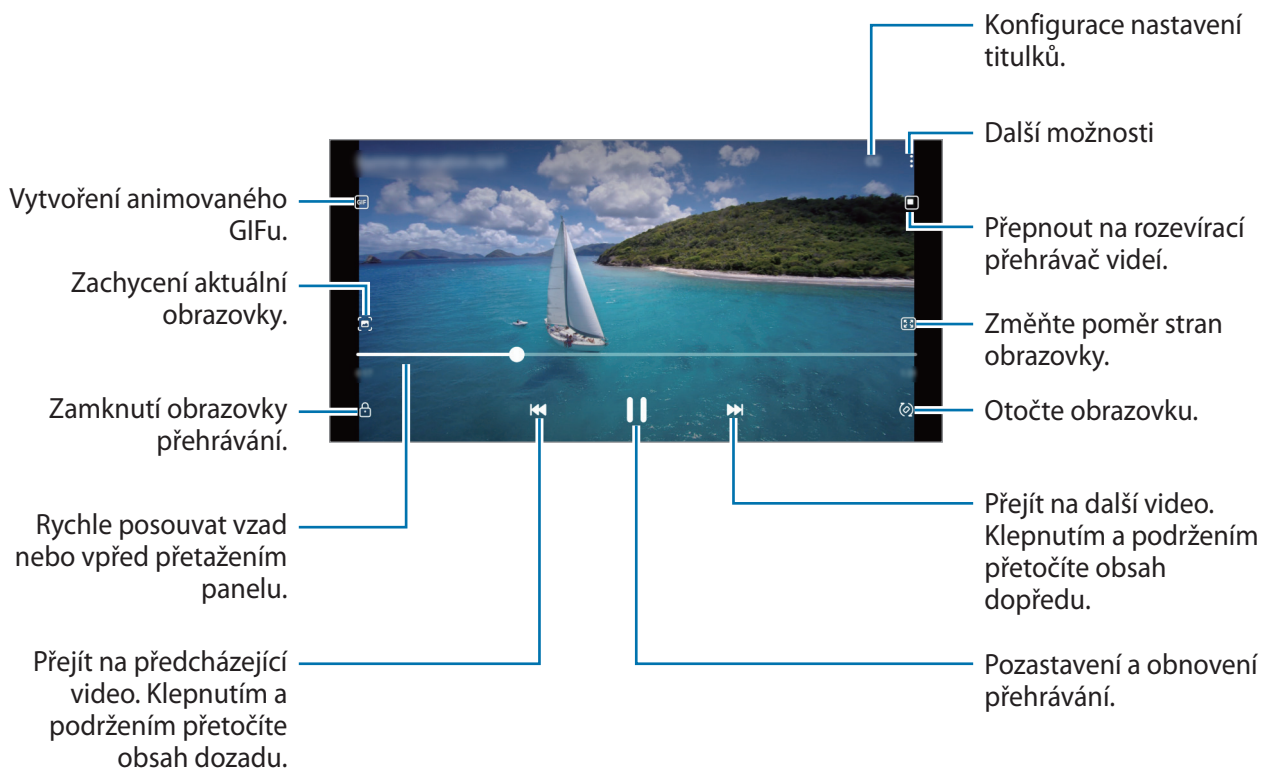 Konfigurace nastavení
titulků.
Další možnosti
Vytvoření animovaného
GIFu.
GIF
Přepnout na rozevírací
přehrávač videí.
Zachycení aktuální
obrazovky.
Změňte poměr stran
obrazovky.
Zamknutí obrazovky
přehrávání.
Otočte obrazovku.
Rychle posouvat vzad
nebo vpřed přetažením
panelu.
Přejít na další video.
Klepnutím a podržením
přetočíte obsah
dopředu.
Přejít na předcházející
video. Klepnutím a
podržením přetočíte
obsah dozadu.
Pozastavení a obnovení
přehrávání.